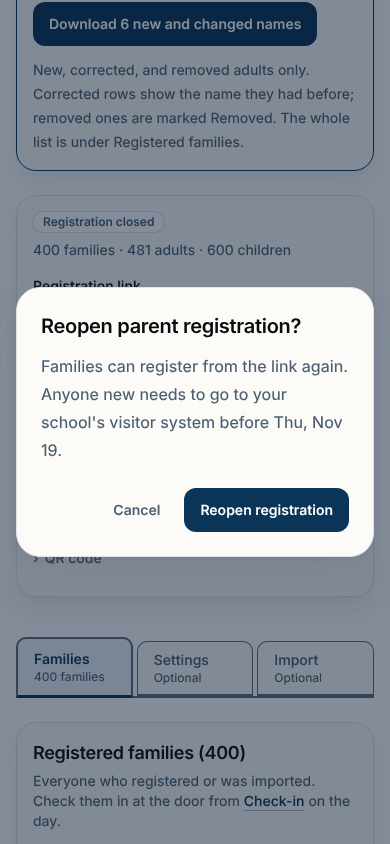 Download 6 new and changed names
New, corrected, and removed adults only.
Corrected rows show the name they had before;
removed ones are marked Removed. The whole
list is under Registered families.
Registration closed
400 families · 481 adults · 600 children
Registration link
Reopen parent registration?
Families can register from the link again.
Anyone new needs to go to your
school's visitor system before Thu, Nov
19.
Cancel
Reopen registration
› QR code
Families
400 families
Settings
Optional
Import
Optional
Registered families (400)
Everyone who registered or was imported.
Check them in at the door from Check-in on the
day.